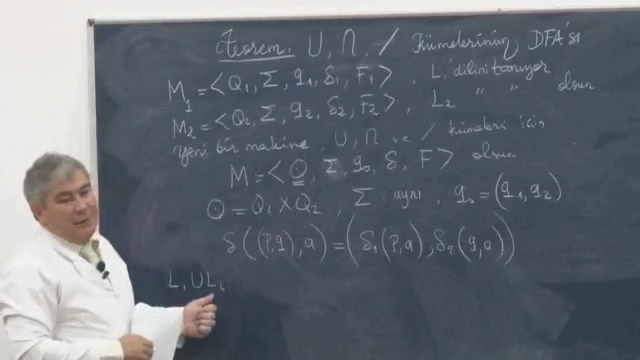 Teorem: U, ∩, / Kümelerinin DFA'sı
M₁ = <Q₁, Σ, q₁, δ₁, F₁>, L₁ dilini tanıyor
M₂ = <Q₂, Σ, q₂, δ₂, F₂>, L₂ " " olsun
yeni bir makine, U, ∩ ve / kümeleri için
M = <Q, Σ, q₀, δ, F> olsun
Q = Q₁ X Q₂, Σ aynı, q₀ = (q₁, q₂)
δ((p,q),a) = (δ₁(p,a), δ₂(q,a))
L₁ U L₂